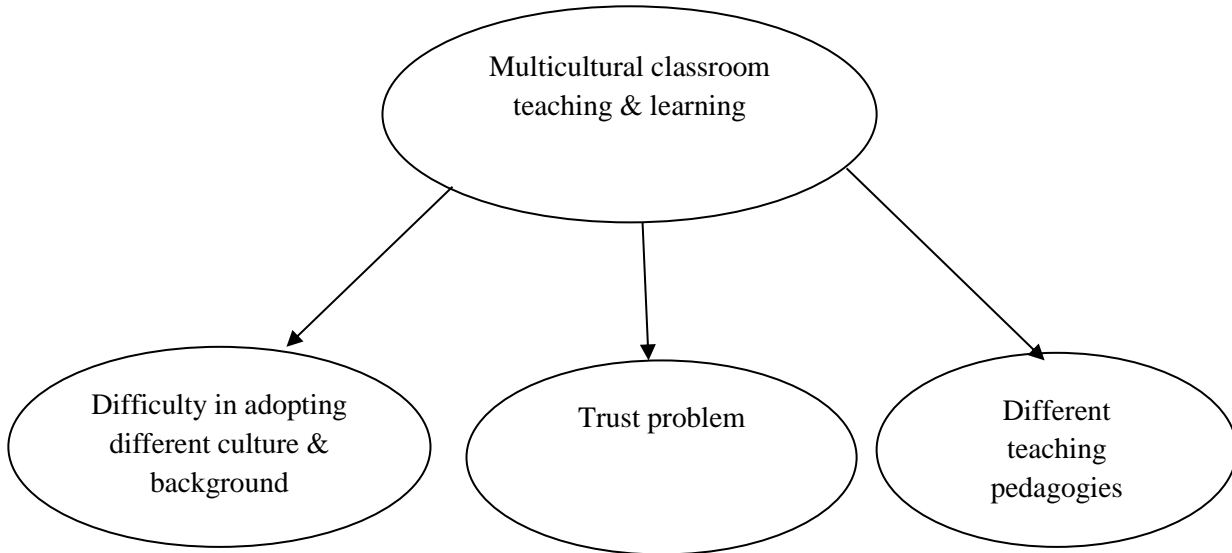 Multicultural classroom
teaching & learning
Difficulty in adopting
different culture &
background
Trust problem
Different
teaching
pedagogies